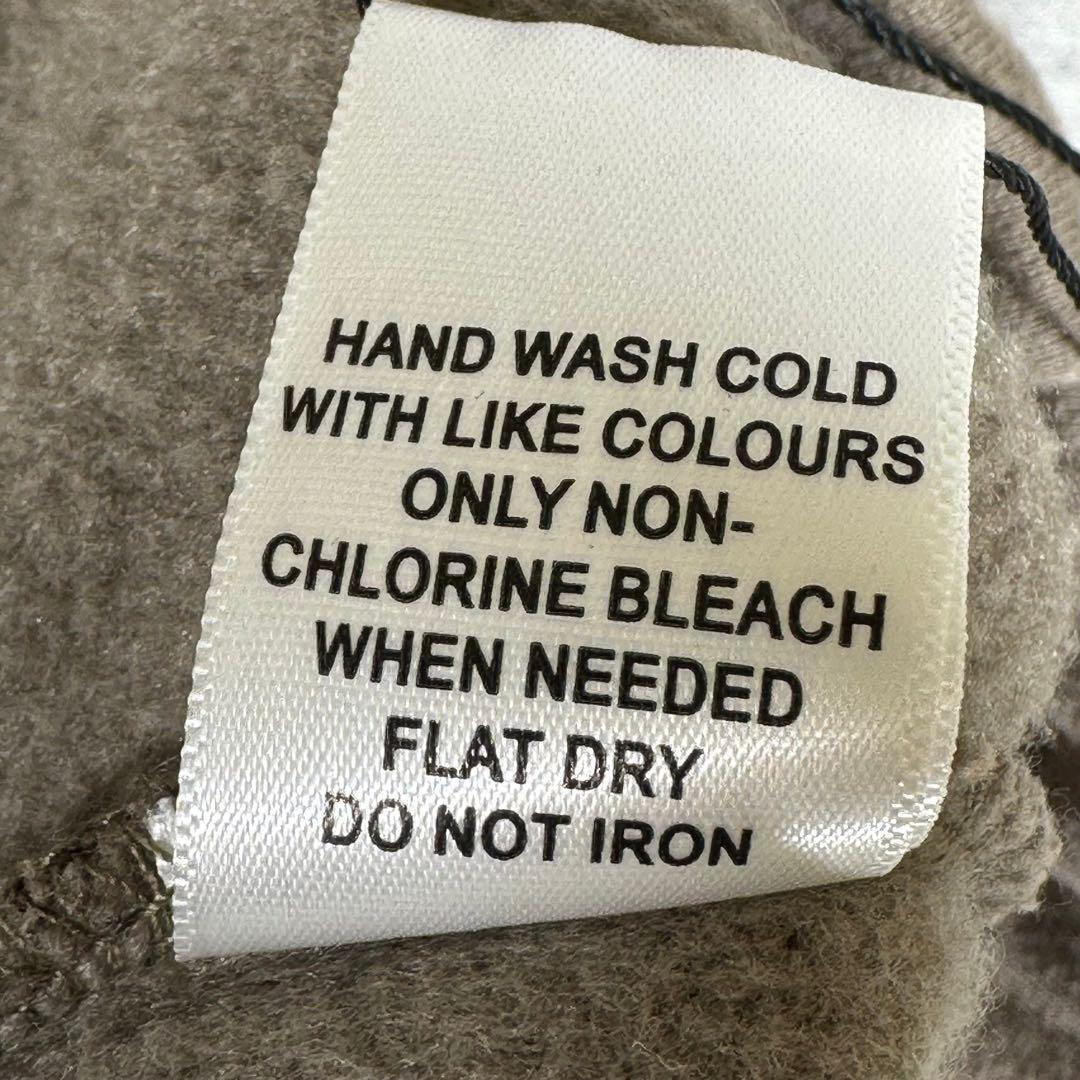 HAND WASH COLD
WITH LIKE COLOURS
ONLY NON-
CHLORINE BLEACH
WHEN NEEDED
FLAT DRY
DO NOT IRON